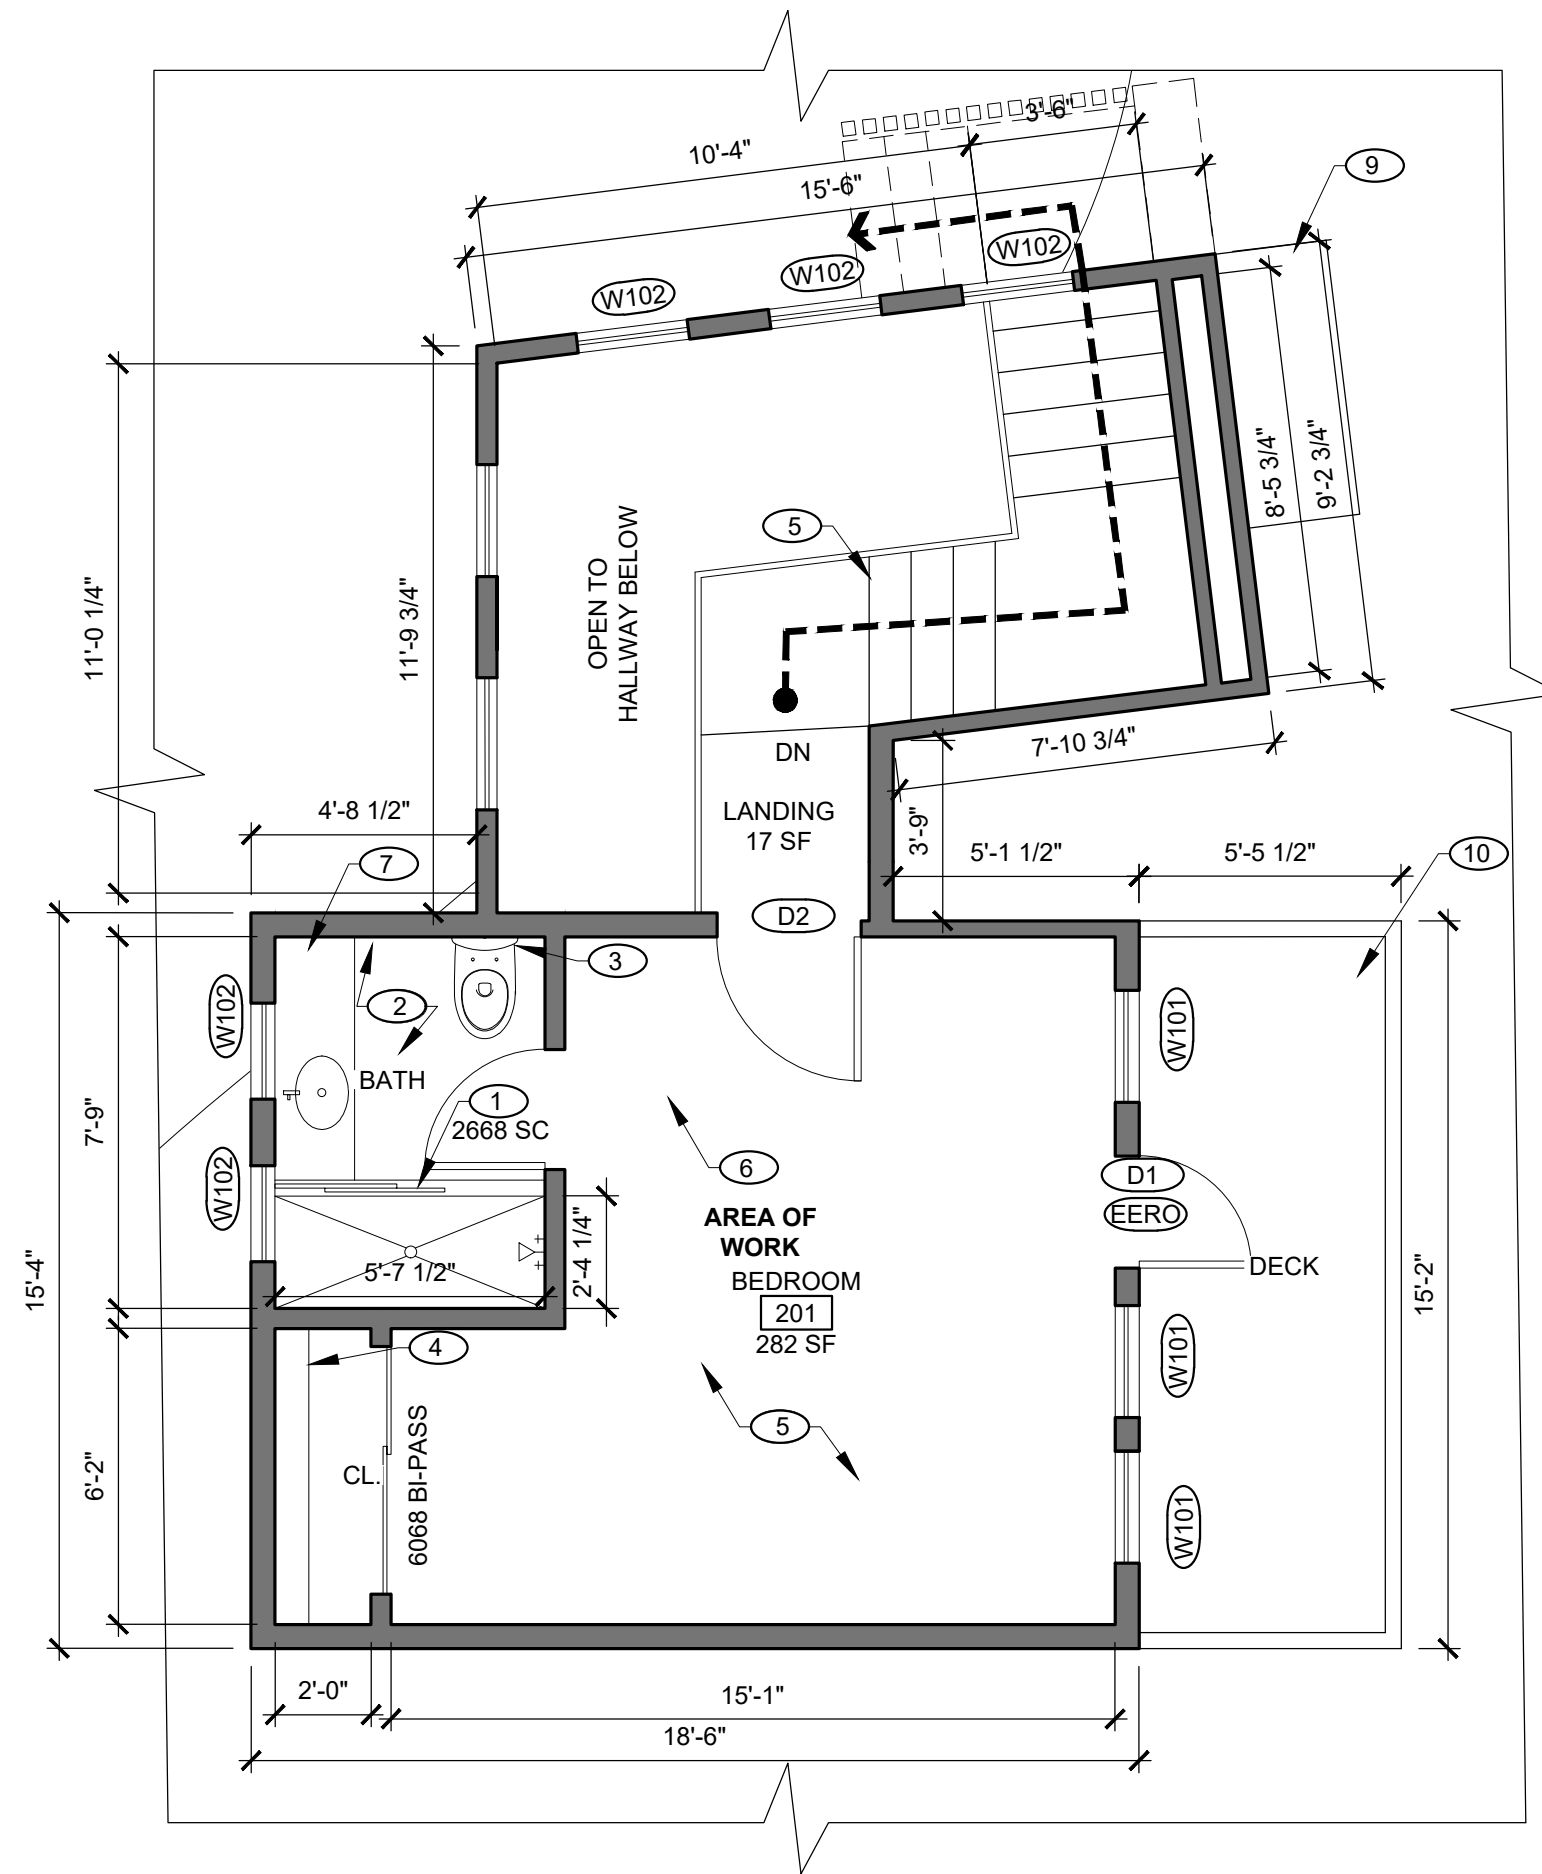 3'-6"
10'-4"
15'-6"
9
W102
W102
W102
8'-5 3/4"
9'-2 3/4"
5
OPEN TO
HALLWAY BELOW
11'-0 1/4"
11'-9 3/4"
DN
7'-10 3/4"
4'-8 1/2"
LANDING
17 SF
3'-9"
5'-1 1/2"
5'-5 1/2"
10
7
D2
3
2
W102
W101
BATH
1
2668 SC
7'-9"
6
W102
D1
EERO
AREA OF
WORK
BEDROOM
201
282 SF
2'-4 1/4"
5'-7 1/2"
DECK
15'-4"
15'-2"
4
W101
5
6068 BI-PASS
CL.
6'-2"
W101
2'-0"
15'-1"
18'-6"